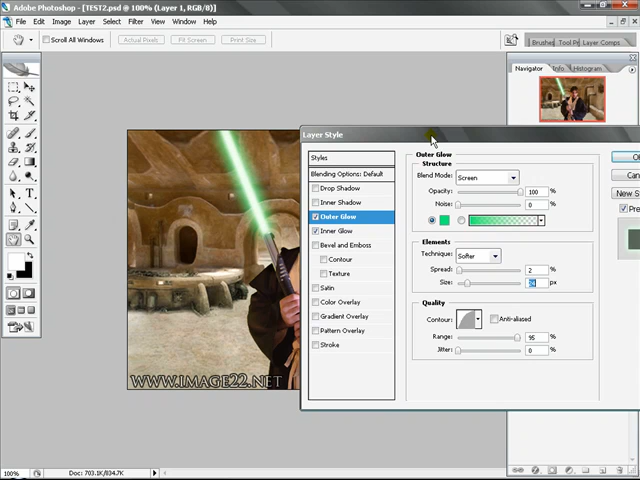 Adobe Photoshop - [TEST2.psd @ 100% (Layer 1, RGB/8)]
File Edit Image Layer Select Filter View Window Help
Scroll All Windows
Actual Pixels
Fit Screen
Print Size
Brushes
Tool Pr
Layer Comps
Navigator
Info
Histogram
Layer Style
Styles
Blending Options: Default
Drop Shadow
Inner Shadow
Outer Glow
Inner Glow
Bevel and Emboss
Contour
Texture
Satin
Color Overlay
Gradient Overlay
Pattern Overlay
Stroke
Outer Glow
Structure
Blend Mode: Screen
Opacity: 100 %
Noise: 0 %
Elements
Technique: Softer
Spread: 2 %
Size: 24 px
Quality
Contour:
Anti-aliased
Range: 95 %
Jitter: 0 %
Can
New S
Pre
WWW.IMAGE22.NET
100%
Doc: 703.1K/834.7K